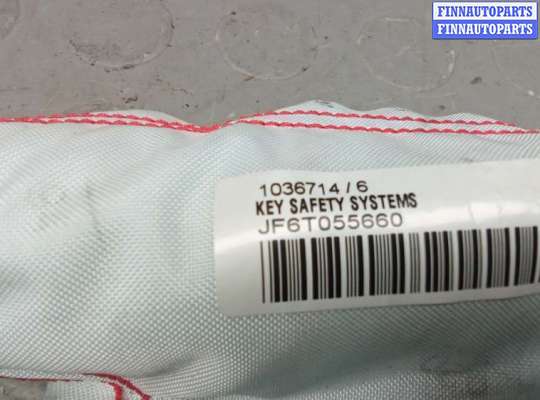 FINNAUTOPARTS
FINNAUTOPARTS
1036714 / 6
KEY SAFETY SYSTEMS
JF6T055660